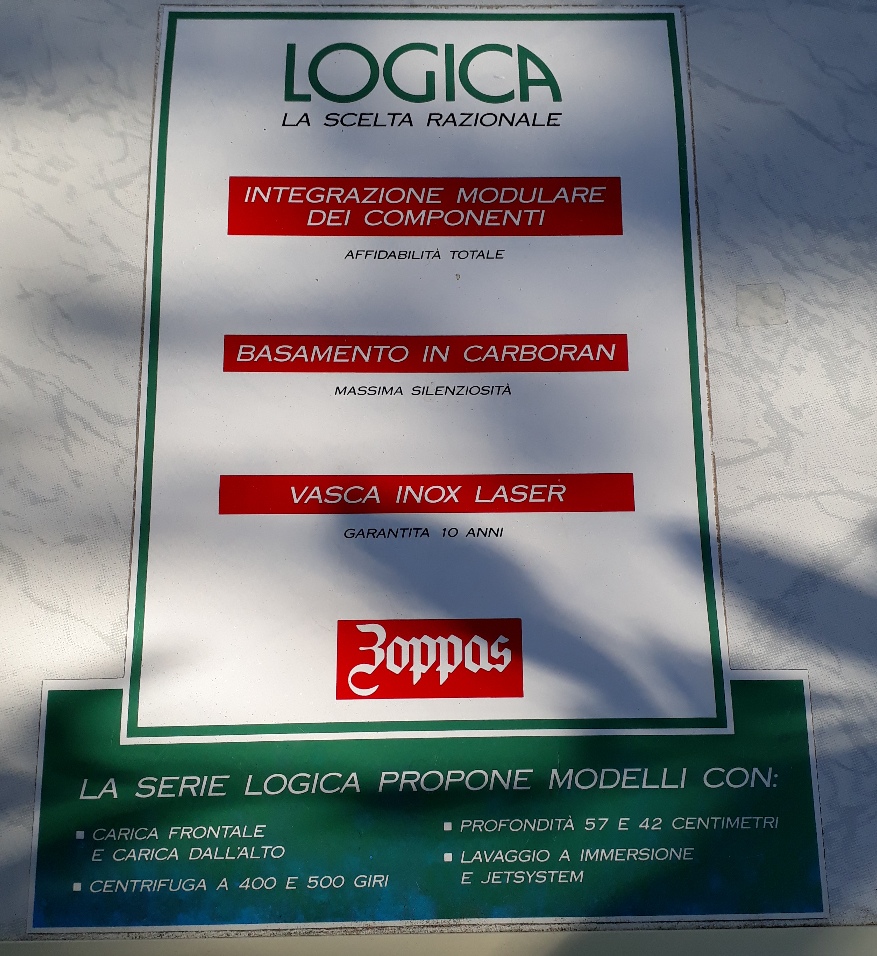 LOGICA
LA SCELTA RAZIONALE
INTEGRAZIONE MODULARE
DEI COMPONENTI
AFFIDABILITÀ TOTALE
BASAMENTO IN CARBORAN
MASSIMA SILENZIOSITÀ
VASCA INOX LASER
GARANTITA 10 ANNI
Zoppas
LA SERIE LOGICA PROPONE MODELLI CON:
▪ CARICA FRONTALE
E CARICA DALL'ALTO
▪ CENTRIFUGA A 400 E 500 GIRI
▪ PROFONDITÀ 57 E 42 CENTIMETRI
▪ LAVAGGIO A IMMERSIONE
E JETSYSTEM